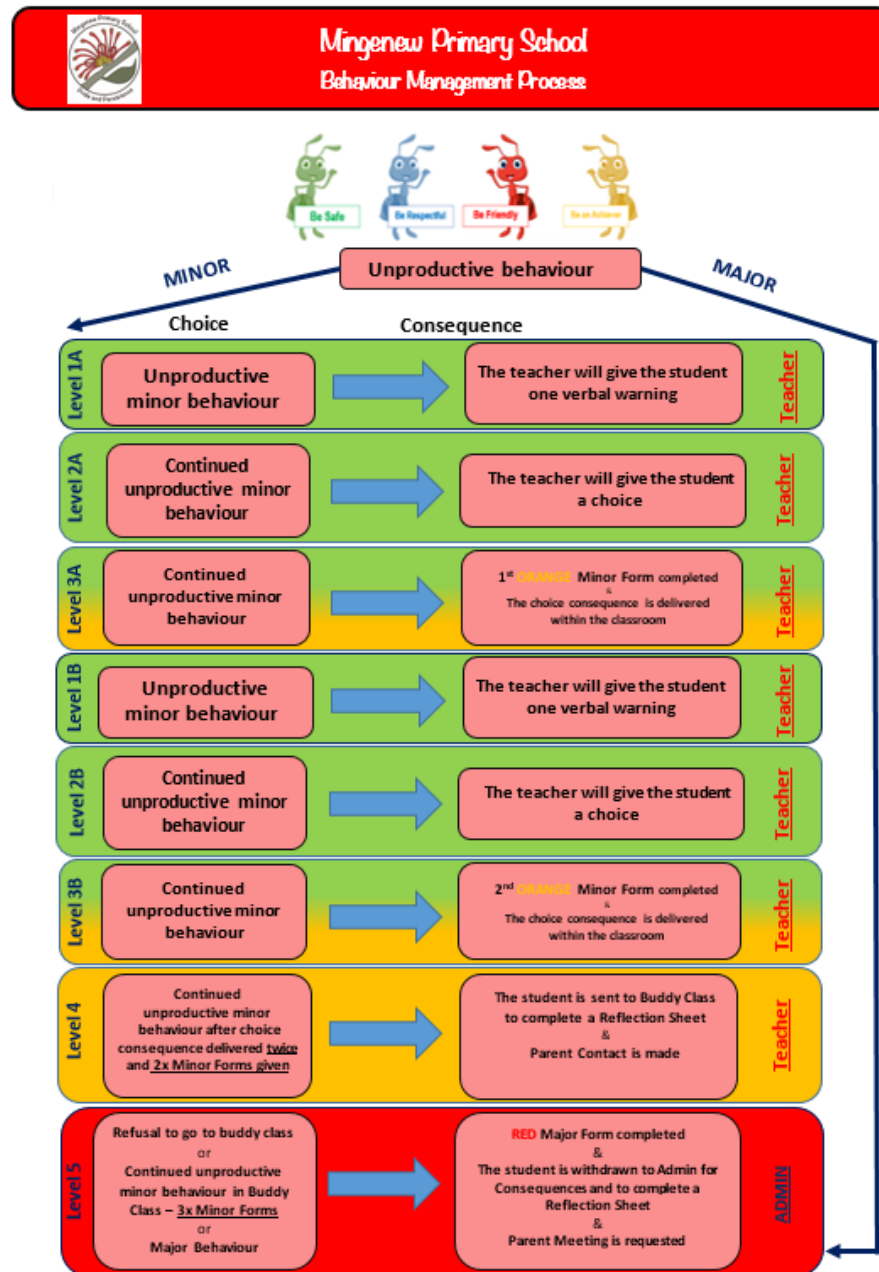 Mingenew Primary School
Pride and Persistence
Mingenew Primary School
Behaviour Management Process
Be Safe
Be Respectful
Be Friendly
Be an Achiever
MINOR
Unproductive behaviour
MAJOR
Choice
Consequence
Level 1A
Unproductive
minor behaviour
The teacher will give the student
one verbal warning
Teacher
Level 2A
Continued
unproductive minor
behaviour
The teacher will give the student
a choice
Teacher
Level 3A
Continued
unproductive minor
behaviour
1st ORANGE Minor Form completed
&
The choice consequence is delivered
within the classroom
Teacher
Level 1B
Unproductive
minor behaviour
The teacher will give the student
one verbal warning
Teacher
Level 2B
Continued
unproductive minor
behaviour
The teacher will give the student
a choice
Teacher
Level 3B
Continued
unproductive minor
behaviour
2nd ORANGE Minor Form completed
&
The choice consequence is delivered
within the classroom
Teacher
Level 4
Continued
unproductive minor
behaviour after choice
consequence delivered twice
and 2x Minor Forms given
The student is sent to Buddy Class
to complete a Reflection Sheet
&
Parent Contact is made
Teacher
Level 5
Refusal to go to buddy class
or
Continued unproductive
minor behaviour in Buddy
Class – 3x Minor Forms
or
Major Behaviour
RED Major Form completed
&
The student is withdrawn to Admin for
Consequences and to complete a
Reflection Sheet
&
Parent Meeting is requested
ADMIN